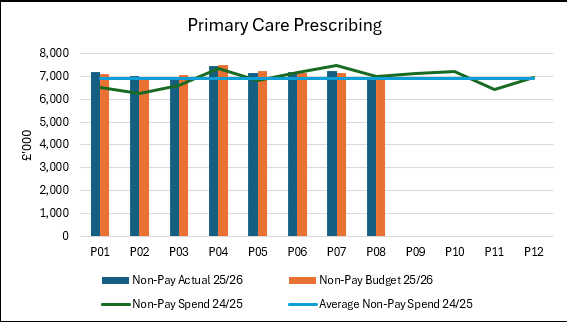 Primary Care Prescribing
8,000
7,000
6,000
5,000
4,000
3,000
2,000
1,000
0
£'000
P01 P02 P03 P04 P05 P06 P07 P08 P09 P10 P11 P12
Non-Pay Actual 25/26 Non-Pay Budget 25/26
Non-Pay Spend 24/25 Average Non-Pay Spend 24/25